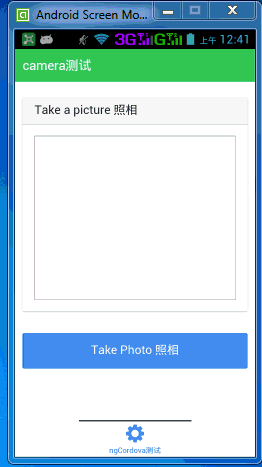 Android Screen Mo...
3G
G
上午 12:41
camera测试
Take a picture 照相
Take Photo 照相
ngCordova测试